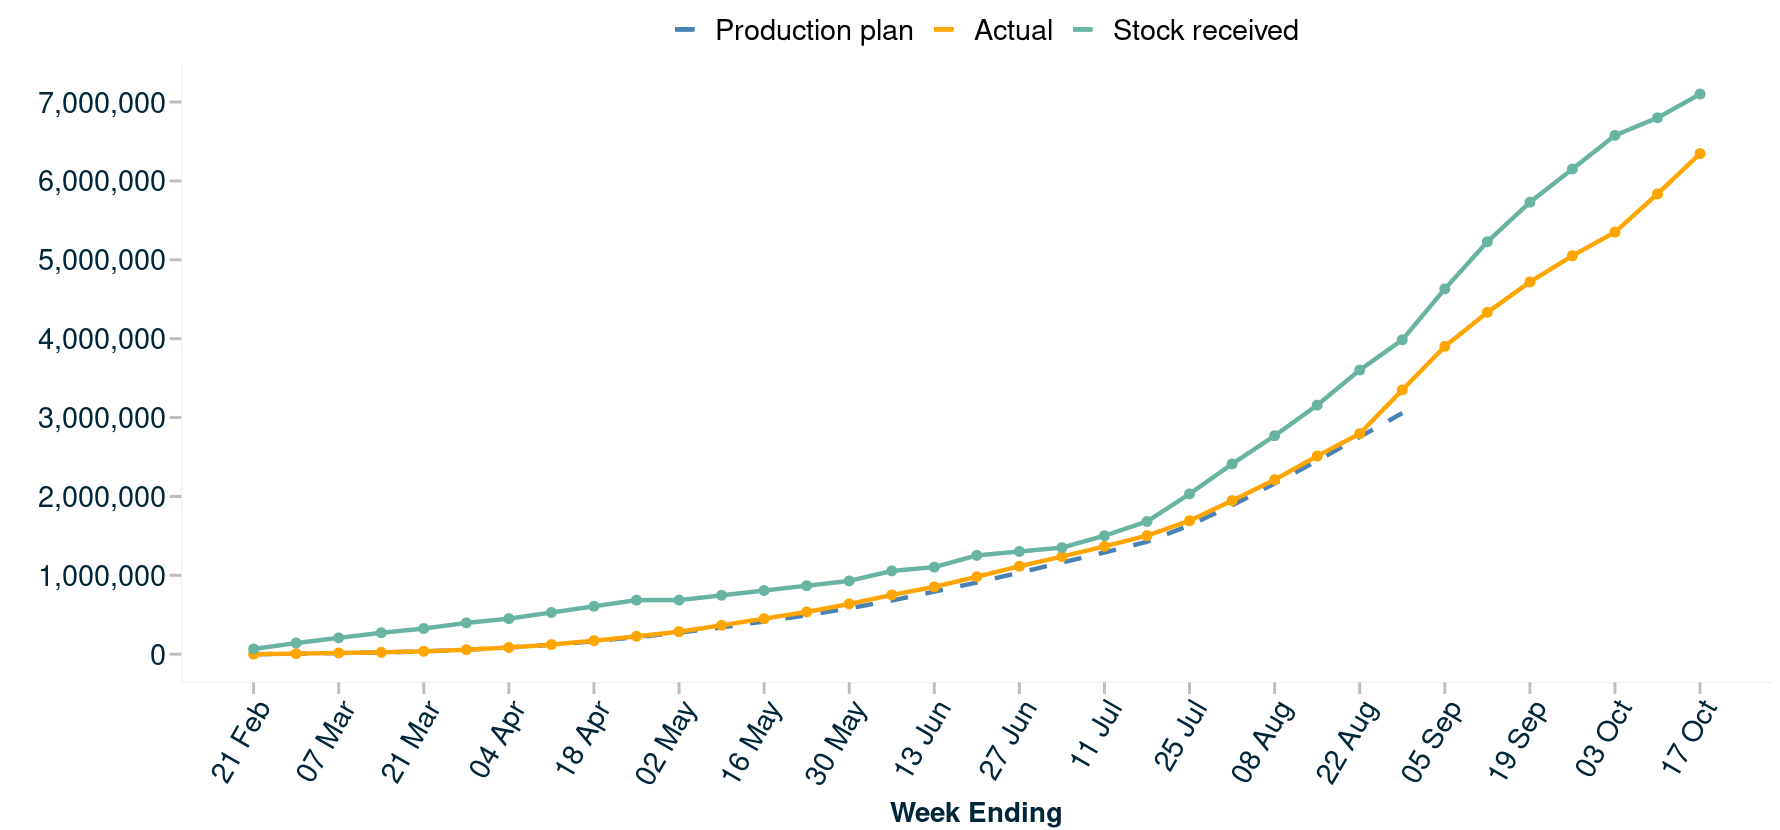 Production plan Actual Stock received
7,000,000
6,000,000
5,000,000
4,000,000
3,000,000
2,000,000
1,000,000
0
21 Feb 07 Mar 21 Mar 04 Apr 18 Apr 02 May 16 May 30 May 13 Jun 27 Jun 11 Jul 25 Jul 08 Aug 22 Aug 05 Sep 19 Sep 03 Oct 17 Oct
Week Ending